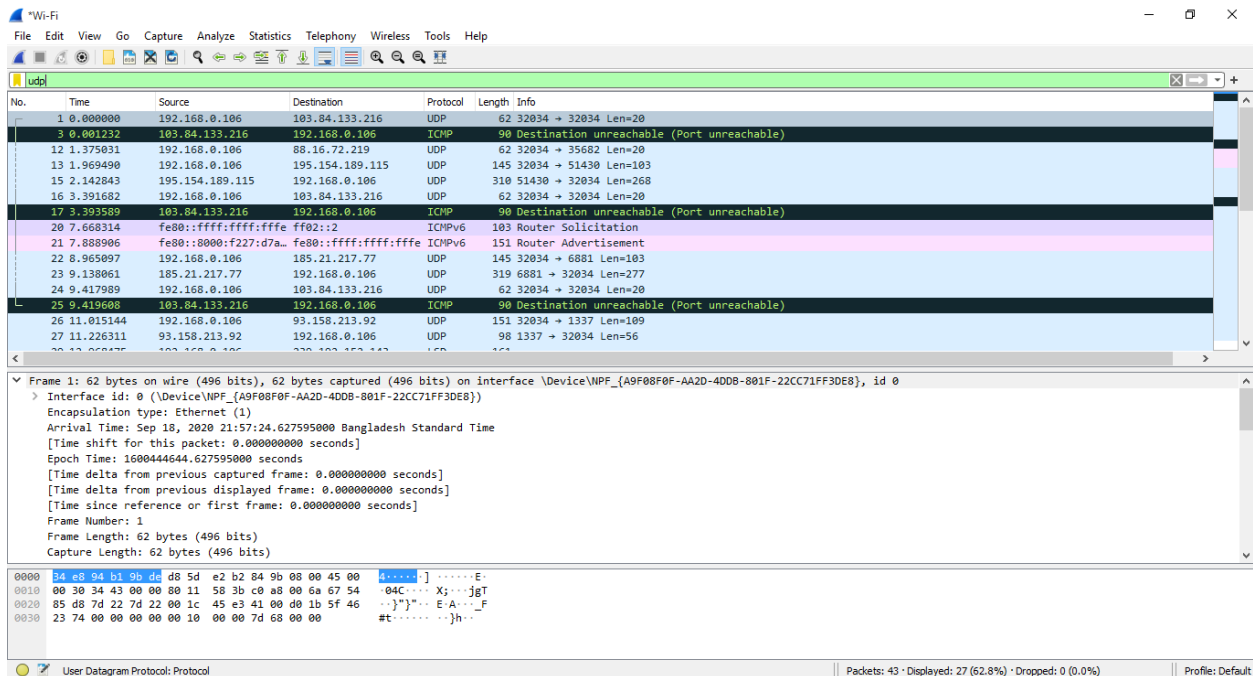 *Wi-Fi
File Edit View Go Capture Analyze Statistics Telephony Wireless Tools Help
udp
No. Time Source Destination Protocol Length Info
1 0.000000 192.168.0.106 103.84.133.216 UDP 62 32034 → 32034 Len=20
3 0.001232 103.84.133.216 192.168.0.106 ICMP 90 Destination unreachable (Port unreachable)
12 1.375031 192.168.0.106 88.16.72.219 UDP 62 32034 → 35682 Len=20
13 1.969490 192.168.0.106 195.154.189.115 UDP 145 32034 → 51430 Len=103
15 2.142843 195.154.189.115 192.168.0.106 UDP 310 51430 → 32034 Len=268
16 3.391682 192.168.0.106 103.84.133.216 UDP 62 32034 → 32034 Len=20
17 3.393589 103.84.133.216 192.168.0.106 ICMP 90 Destination unreachable (Port unreachable)
20 7.668314 fe80::ffff:ffff:fffe ff02::2 ICMPv6 103 Router Solicitation
21 7.888906 fe80::8000:f227:d7a… fe80::ffff:ffff:fffe ICMPv6 151 Router Advertisement
22 8.965097 192.168.0.106 185.21.217.77 UDP 145 32034 → 6881 Len=103
23 9.138061 185.21.217.77 192.168.0.106 UDP 319 6881 → 32034 Len=277
24 9.417989 192.168.0.106 103.84.133.216 UDP 62 32034 → 32034 Len=20
25 9.419608 103.84.133.216 192.168.0.106 ICMP 90 Destination unreachable (Port unreachable)
26 11.015144 192.168.0.106 93.158.213.92 UDP 151 32034 → 1337 Len=109
27 11.226311 93.158.213.92 192.168.0.106 UDP 98 1337 → 32034 Len=56
Frame 1: 62 bytes on wire (496 bits), 62 bytes captured (496 bits) on interface \Device\NPF_{A9F08F0F-AA2D-4DDB-801F-22CC71FF3DE8}, id 0
Interface id: 0 (\Device\NPF_{A9F08F0F-AA2D-4DDB-801F-22CC71FF3DE8})
Encapsulation type: Ethernet (1)
Arrival Time: Sep 18, 2020 21:57:24.627595000 Bangladesh Standard Time
[Time shift for this packet: 0.000000000 seconds]
Epoch Time: 1600444644.627595000 seconds
[Time delta from previous captured frame: 0.000000000 seconds]
[Time delta from previous displayed frame: 0.000000000 seconds]
[Time since reference or first frame: 0.000000000 seconds]
Frame Number: 1
Frame Length: 62 bytes (496 bits)
Capture Length: 62 bytes (496 bits)
0000 34 e8 94 b1 9b de d8 5d e2 b2 84 9b 08 00 45 00 4·····.] ······E·
0010 00 30 34 43 00 00 80 11 58 3b c0 a8 00 6a 67 54 ·04C···· X;···jgT
0020 85 d8 7d 22 7d 22 00 1c 45 e3 41 00 d0 1b 5f 46 ··}"}"·· E·A···_F
0030 23 74 00 00 00 00 00 10 00 00 7d 68 00 00 #t······ ··}h··
User Datagram Protocol: Protocol Packets: 43 · Displayed: 27 (62.8%) · Dropped: 0 (0.0%) Profile: Default